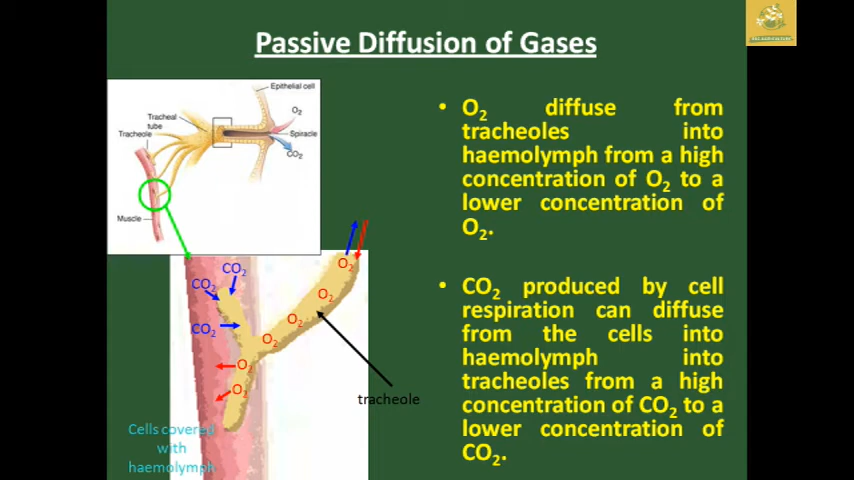 Passive Diffusion of Gases
Epithelial cell
O₂
Tracheal
tube
Tracheole
Spiracle
CO₂
Muscle
CO₂
CO₂
CO₂
O₂
O₂
O₂
O₂
O₂
O₂
tracheole
Cells covered
with
haemolymph
• O₂ diffuse from
tracheoles into
haemolymph from a high
concentration of O₂ to a
lower concentration of
O₂.
• CO₂ produced by cell
respiration can diffuse
from the cells into
haemolymph into
tracheoles from a high
concentration of CO₂ to a
lower concentration of
CO₂.